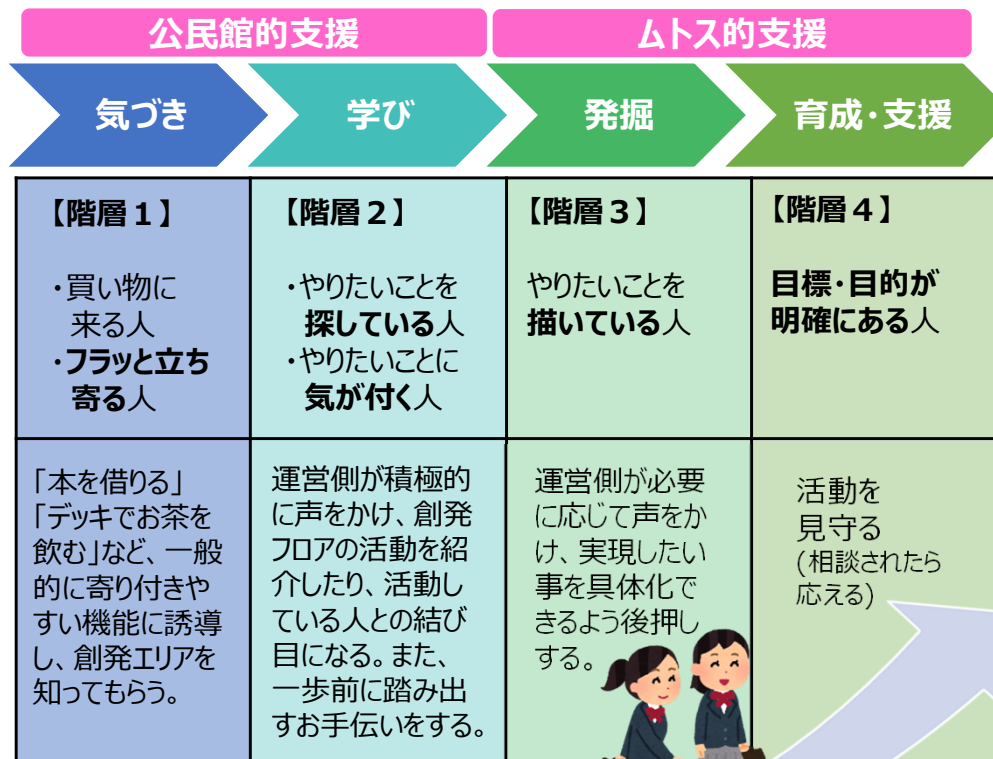 公民館的支援
ムトス的支援
気づき
学び
発掘
育成・支援
【階層１】
・買い物に
来る人
・フラッと立ち
寄る人
【階層２】
・やりたいことを
探している人
・やりたいことに
気が付く人
【階層３】
やりたいことを
描いている人
【階層４】
目標・目的が
明確にある人
「本を借りる」
「デッキでお茶を
飲む」など、一般
的に寄り付きや
すい機能に誘導
し、創発エリアを
知ってもらう。
運営側が積極的
に声をかけ、創発
フロアの活動を紹
介したり、活動し
ている人との結び
目になる。また、
一歩前に踏み出
すお手伝いをする。
運営側が必要
に応じて声をか
け、実現したい
事を具体化で
きるよう後押し
する。
活動を
見守る
(相談されたら
応える)